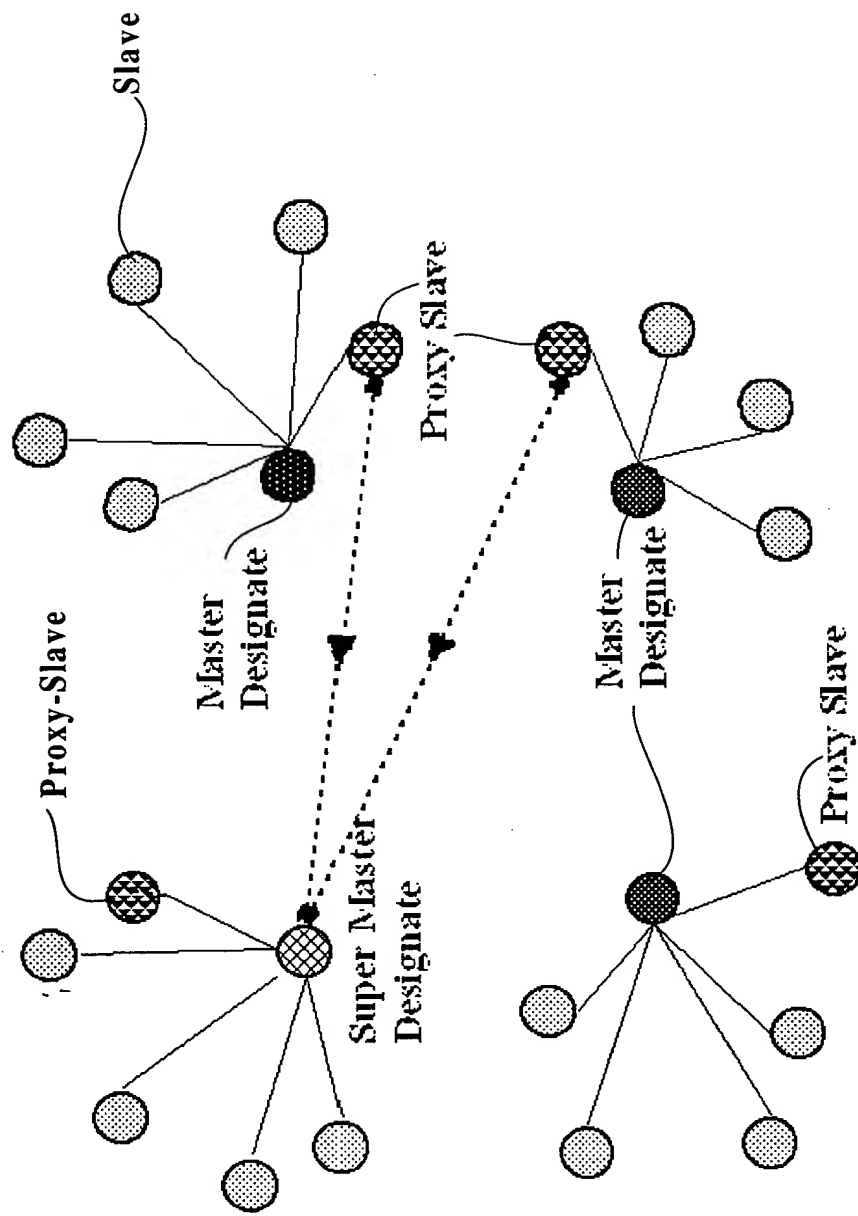 Proxy-Slave
Slave
Master
Designate
Super Master
Designate
Proxy Slave
Master
Designate
Proxy Slave